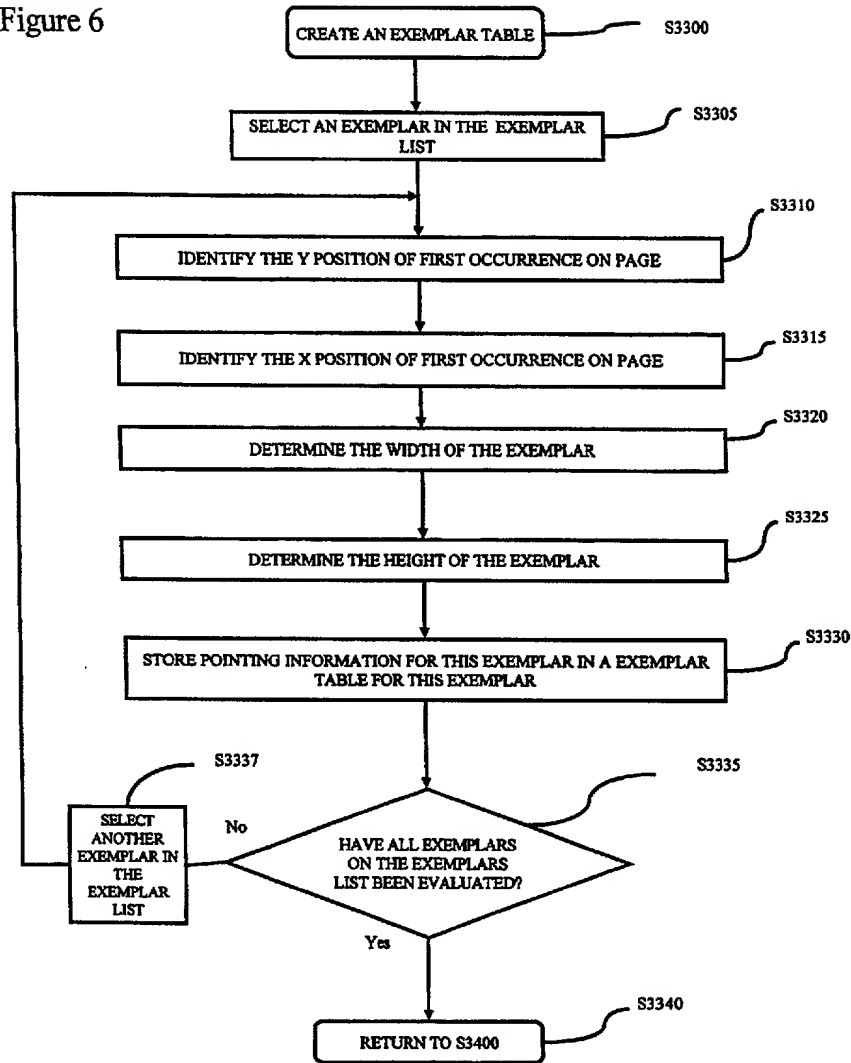 Figure 6
CREATE AN EXEMPLAR TABLE
S3300
SELECT AN EXEMPLAR IN THE EXEMPLAR
LIST
S3305
IDENTIFY THE Y POSITION OF FIRST OCCURRENCE ON PAGE
S3310
IDENTIFY THE X POSITION OF FIRST OCCURRENCE ON PAGE
S3315
DETERMINE THE WIDTH OF THE EXEMPLAR
S3320
DETERMINE THE HEIGHT OF THE EXEMPLAR
S3325
STORE POINTING INFORMATION FOR THIS EXEMPLAR IN A EXEMPLAR
TABLE FOR THIS EXEMPLAR
S3330
HAVE ALL EXEMPLARS
ON THE EXEMPLARS
LIST BEEN EVALUATED?
S3335
No
S3337
SELECT
ANOTHER
EXEMPLAR IN
THE
EXEMPLAR
LIST
Yes
RETURN TO S3400
S3340